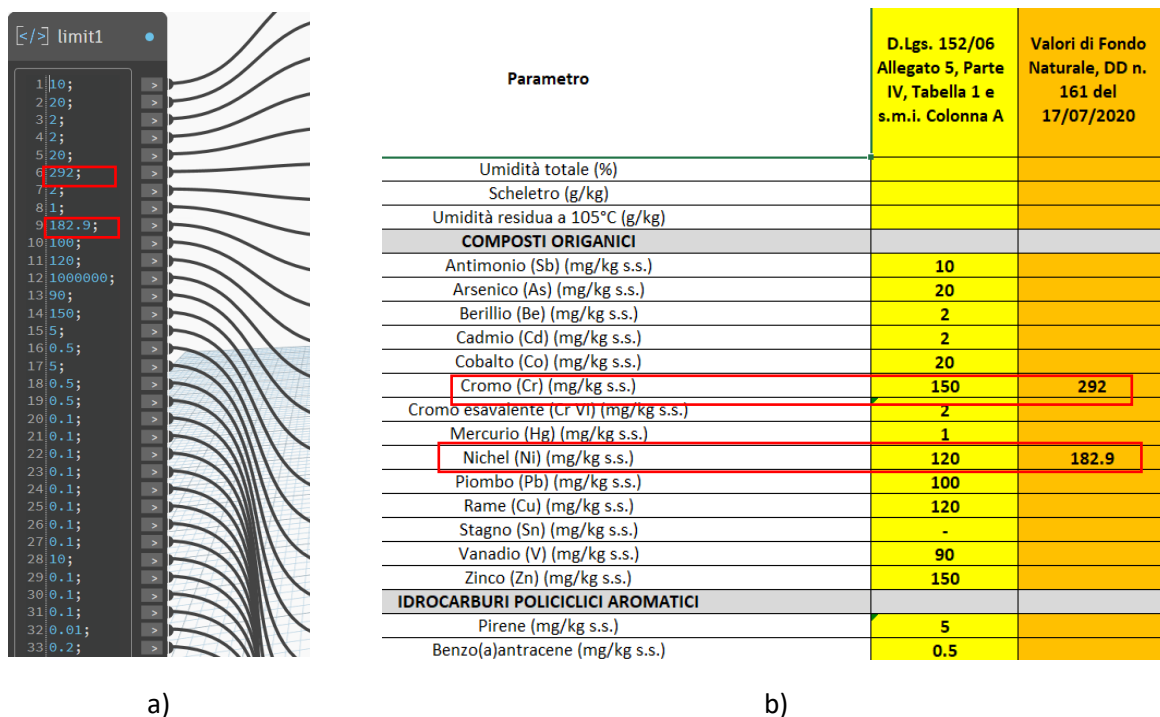 [</>] limit1
1 10;
2 20;
3 2;
4 2;
5 20;
6 292;
7 2;
8 1;
9 182.9;
10 100;
11 120;
12 1000000;
13 90;
14 150;
15 5;
16 0.5;
17 5;
18 0.5;
19 0.5;
20 0.1;
21 0.1;
22 0.1;
23 0.1;
24 0.1;
25 0.1;
26 0.1;
27 0.1;
28 10;
29 0.1;
30 0.1;
31 0.1;
32 0.01;
33 0.2;
a)
Parametro
D.Lgs. 152/06
Allegato 5, Parte
IV, Tabella 1 e
s.m.i. Colonna A
Valori di Fondo
Naturale, DD n.
161 del
17/07/2020
Umidità totale (%)
Scheletro (g/kg)
Umidità residua a 105°C (g/kg)
COMPOSTI ORIGANICI
Antimonio (Sb) (mg/kg s.s.) 10
Arsenico (As) (mg/kg s.s.) 20
Berillio (Be) (mg/kg s.s.) 2
Cadmio (Cd) (mg/kg s.s.) 2
Cobalto (Co) (mg/kg s.s.) 20
Cromo (Cr) (mg/kg s.s.) 150 292
Cromo esavalente (Cr VI) (mg/kg s.s.) 2
Mercurio (Hg) (mg/kg s.s.) 1
Nichel (Ni) (mg/kg s.s.) 120 182.9
Piombo (Pb) (mg/kg s.s.) 100
Rame (Cu) (mg/kg s.s.) 120
Stagno (Sn) (mg/kg s.s.) -
Vanadio (V) (mg/kg s.s.) 90
Zinco (Zn) (mg/kg s.s.) 150
IDROCARBURI POLICICLICI AROMATICI
Pirene (mg/kg s.s.) 5
Benzo(a)antracene (mg/kg s.s.) 0.5
b)